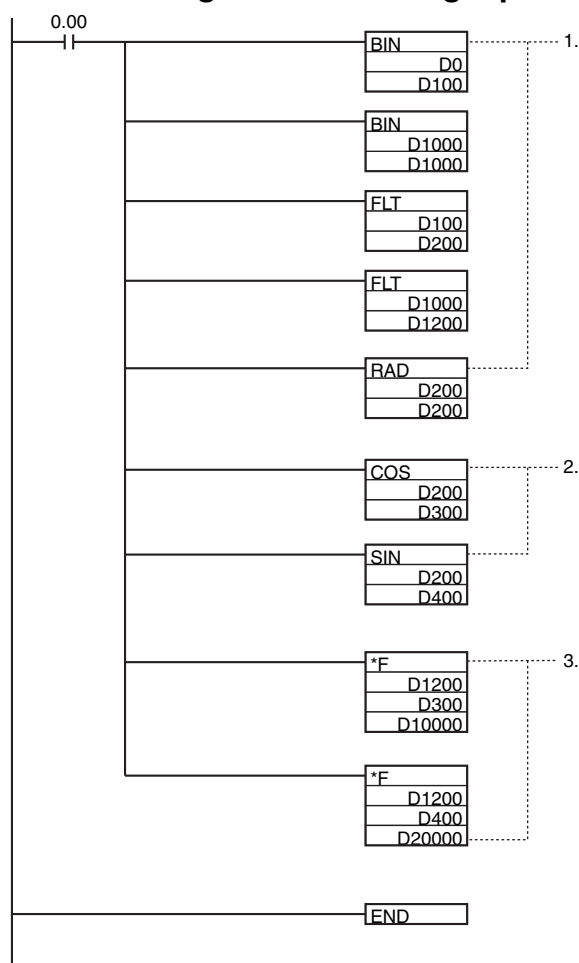 0.00
BIN
D0
D100
1.
BIN
D1000
D1000
FLT
D100
D200
FLT
D1000
D1200
RAD
D200
D200
COS
D200
D300
2.
SIN
D200
D400
*F
D1200
D300
D10000
3.
*F
D1200
D400
D20000
END